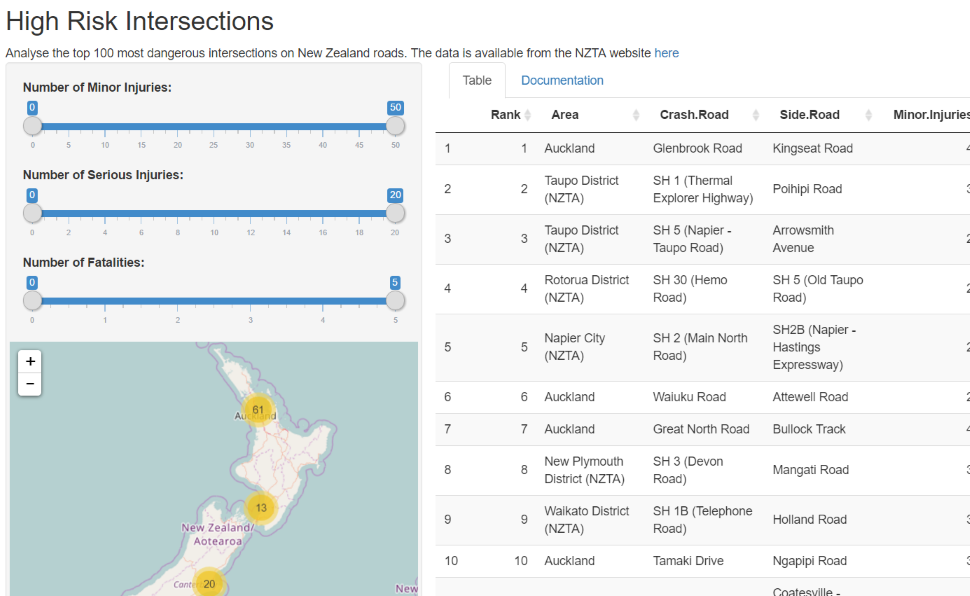 High Risk Intersections
Analyse the top 100 most dangerous intersections on New Zealand roads. The data is available from the NZTA website here
Number of Minor Injuries:
0 50
0 5 10 15 20 25 30 35 40 45 50
Number of Serious Injuries:
0 20
0 2 4 6 8 10 12 14 16 18 20
Number of Fatalities:
0 5
0 1 2 3 4 5
+
−
61
Auckland
13
New Zealand/
Aotearoa
20
New
Table Documentation
Rank Area Crash.Road Side.Road Minor.Injuries
1 1 Auckland Glenbrook Road Kingseat Road
2 2 Taupo District (NZTA) SH 1 (Thermal Explorer Highway) Poihipi Road
3 3 Taupo District (NZTA) SH 5 (Napier - Taupo Road) Arrowsmith Avenue
4 4 Rotorua District (NZTA) SH 30 (Hemo Road) SH 5 (Old Taupo Road)
5 5 Napier City (NZTA) SH 2 (Main North Road) SH2B (Napier - Hastings Expressway)
6 6 Auckland Waiuku Road Attewell Road
7 7 Auckland Great North Road Bullock Track
8 8 New Plymouth District (NZTA) SH 3 (Devon Road) Mangati Road
9 9 Waikato District (NZTA) SH 1B (Telephone Road) Holland Road
10 10 Auckland Tamaki Drive Ngapipi Road
Coatesville -